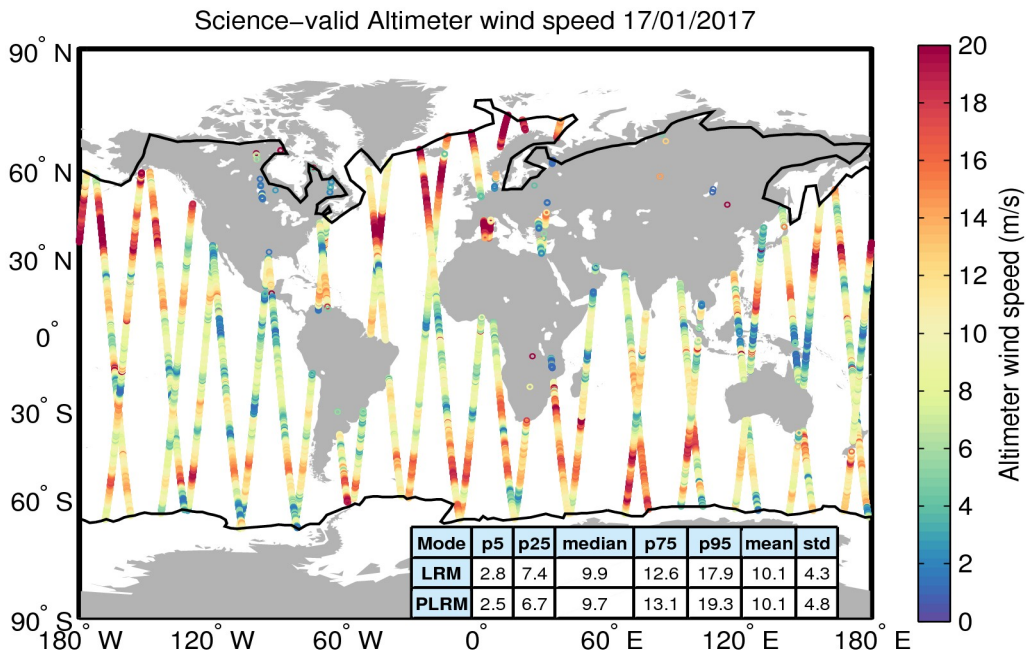 Science−valid Altimeter wind speed 17/01/2017
90° N
60° N
30° N
0°
30° S
60° S
90° S
180° W
120° W
60° W
0°
60° E
120° E
180° E
20
18
16
14
12
10
8
6
4
2
0
Altimeter wind speed (m/s)
Mode p5 p25 median p75 p95 mean std
LRM 2.8 7.4 9.9 12.6 17.9 10.1 4.3
PLRM 2.5 6.7 9.7 13.1 19.3 10.1 4.8